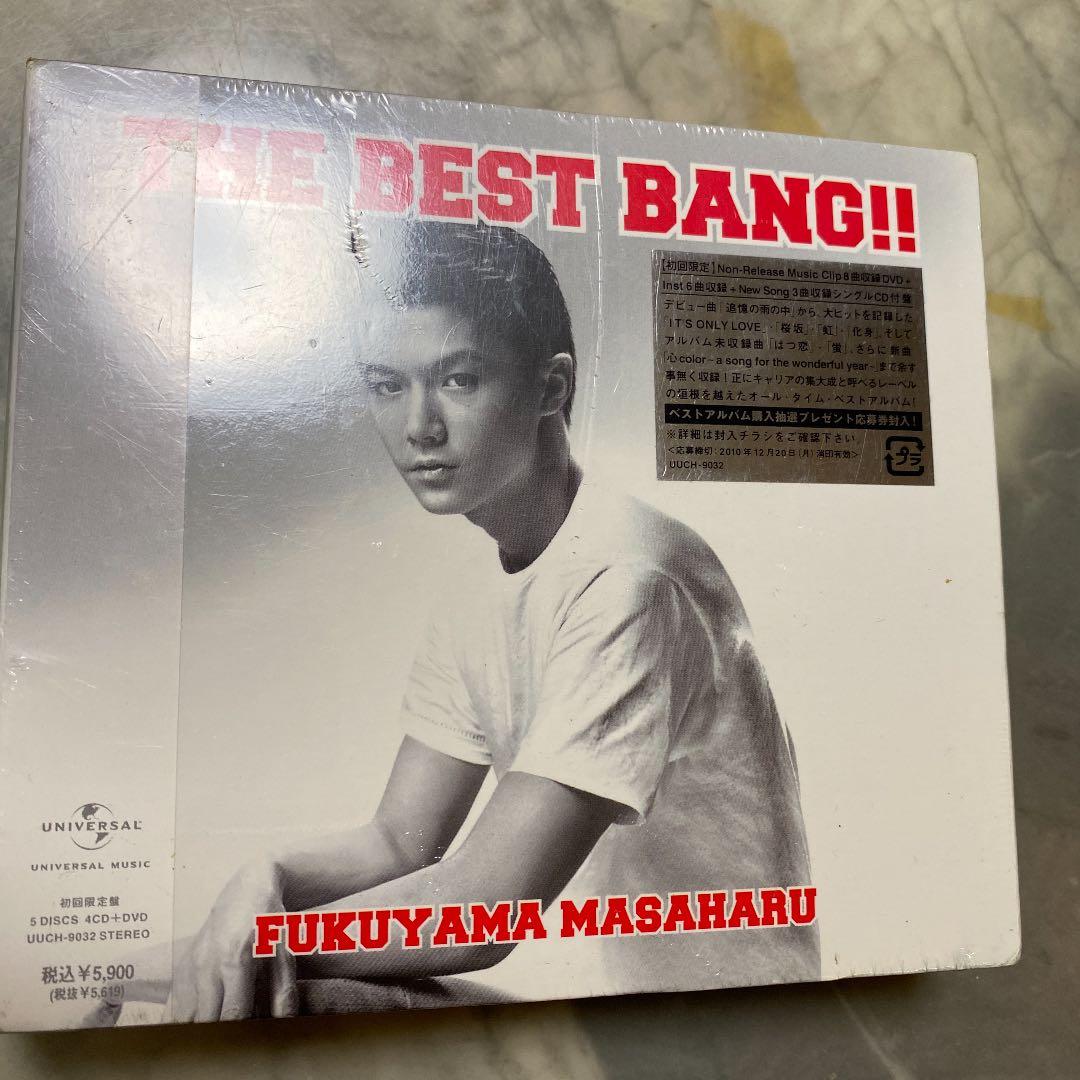 THE BEST BANG!!
【初回限定】Non-Release Music Clip8曲収録DVD+
Inst 6曲収録+New Song 3曲収録シングルCD付盤
デビュー曲「追憶の雨の中」から、大ヒットを記録した
「IT'S ONLY LOVE」・「桜坂」・「虹」・「化身」、そして
アルバム未収録曲「はつ恋」・「蛍」、さらに新曲
「心color-a song for the wonderful year-」まで余す
事無く収録！正にキャリアの集大成と呼べるレーベル
の垣根を越えたオール・タイム・ベストアルバム！
ベストアルバム購入抽選プレゼント応募券封入！
※詳細は封入チラシをご確認下さい。
<応募締切：2010年12月20日(月)消印有効>
UUCH-9032
プラ
UNIVERSAL
UNIVERSAL MUSIC
初回限定盤
5 DISCS 4CD+DVD
UUCH-9032 STEREO
税込¥5,900
(税抜¥5,619)
FUKUYAMA MASAHARU